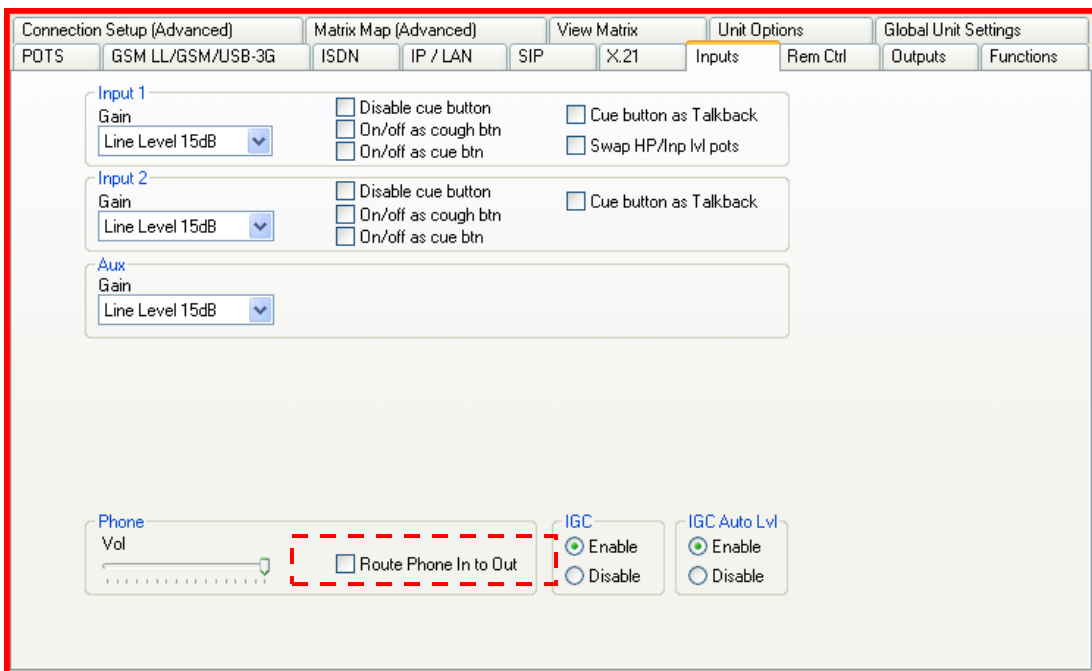 Connection Setup (Advanced) Matrix Map (Advanced) View Matrix Unit Options Global Unit Settings
POTS GSM LL/GSM/USB-3G ISDN IP / LAN SIP X.21 Inputs Rem Ctrl Outputs Functions
Input 1
Gain
Line Level 15dB
Disable cue button
On/off as cough btn
On/off as cue btn
Cue button as Talkback
Swap HP/Inp lvl pots
Input 2
Gain
Line Level 15dB
Disable cue button
On/off as cough btn
On/off as cue btn
Cue button as Talkback
Aux
Gain
Line Level 15dB
Phone
Vol
Route Phone In to Out
IGC
Enable
Disable
IGC Auto Lvl
Enable
Disable